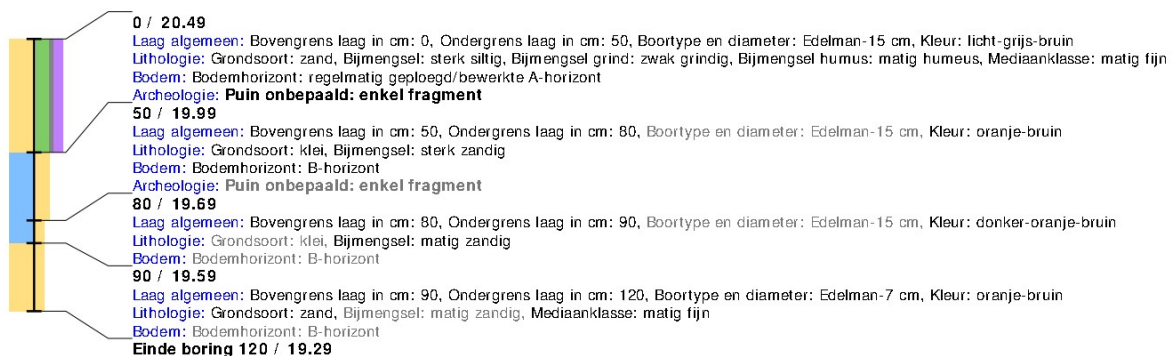 0 / 20.49
Laag algemeen: Bovengrens laag in cm: 0, Ondergrens laag in cm: 50, Boortype en diameter: Edelman-15 cm, Kleur: licht-grijs-bruin
Lithologie: Grondsoort: zand, Bijmengsel: sterk siltig, Bijmengsel grind: zwak grindig, Bijmengsel humus: matig humeus, Mediaanklasse: matig fijn
Bodem: Bodemhorizont: regelmatig geploegd/bewerkte A-horizont
Archeologie: Puin onbepaald: enkel fragment
50 / 19.99
Laag algemeen: Bovengrens laag in cm: 50, Ondergrens laag in cm: 80, Boortype en diameter: Edelman-15 cm, Kleur: oranje-bruin
Lithologie: Grondsoort: klei, Bijmengsel: sterk zandig
Bodem: Bodemhorizont: B-horizont
Archeologie: Puin onbepaald: enkel fragment
80 / 19.69
Laag algemeen: Bovengrens laag in cm: 80, Ondergrens laag in cm: 90, Boortype en diameter: Edelman-15 cm, Kleur: donker-oranje-bruin
Lithologie: Grondsoort: klei, Bijmengsel: matig zandig
Bodem: Bodemhorizont: B-horizont
90 / 19.59
Laag algemeen: Bovengrens laag in cm: 90, Ondergrens laag in cm: 120, Boortype en diameter: Edelman-7 cm, Kleur: oranje-bruin
Lithologie: Grondsoort: zand, Bijmengsel: matig zandig, Mediaanklasse: matig fijn
Bodem: Bodemhorizont: B-horizont
Einde boring 120 / 19.29